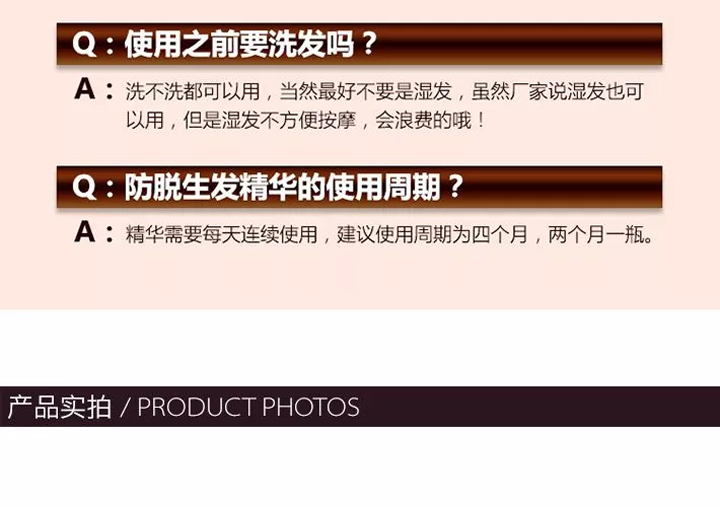 Q：使用之前要洗发吗？
A：洗不洗都可以用，当然最好不要是湿发，虽然厂家说湿发也可
以用，但是湿发不方便按摩，会浪费的哦！
Q：防脱生发精华的使用周期？
A：精华需要每天连续使用，建议使用周期为四个月，两个月一瓶。
产品实拍 / PRODUCT PHOTOS